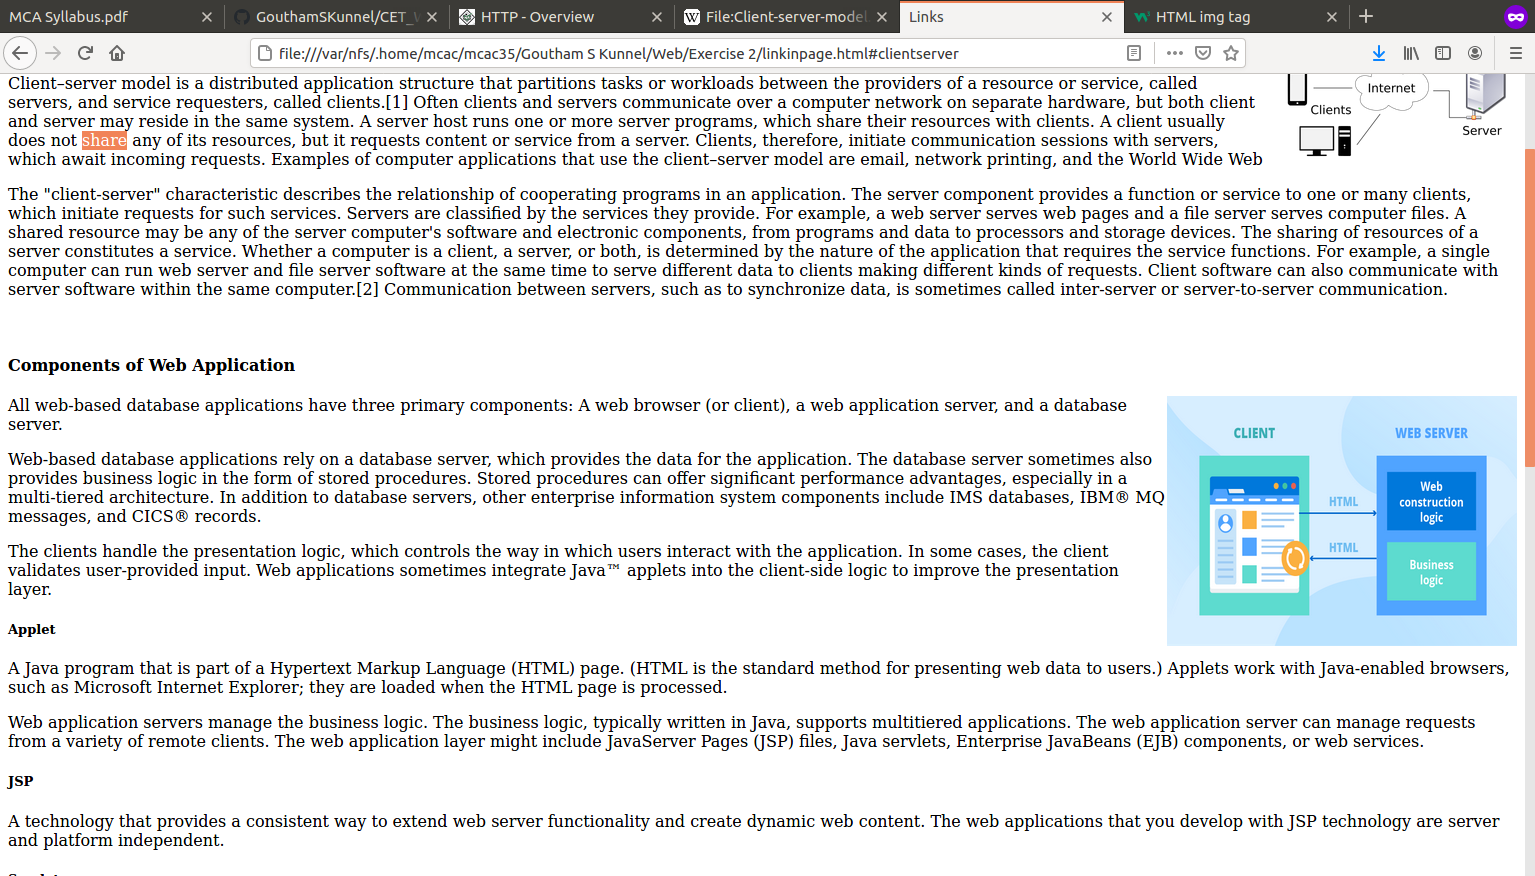 MCA Syllabus.pdf
GouthamSKunnel/CET_
HTTP - Overview
File:Client-server-model
Links
HTML img tag
file:///var/nfs/.home/mcac/mcac35/Goutham S Kunnel/Web/Exercise 2/linkinpage.html#clientserver
Client–server model is a distributed application structure that partitions tasks or workloads between the providers of a resource or service, called
servers, and service requesters, called clients.[1] Often clients and servers communicate over a computer network on separate hardware, but both client
and server may reside in the same system. A server host runs one or more server programs, which share their resources with clients. A client usually
does not share any of its resources, but it requests content or service from a server. Clients, therefore, initiate communication sessions with servers,
which await incoming requests. Examples of computer applications that use the client–server model are email, network printing, and the World Wide Web
Internet
Clients
Server
The "client-server" characteristic describes the relationship of cooperating programs in an application. The server component provides a function or service to one or many clients,
which initiate requests for such services. Servers are classified by the services they provide. For example, a web server serves web pages and a file server serves computer files. A
shared resource may be any of the server computer's software and electronic components, from programs and data to processors and storage devices. The sharing of resources of a
server constitutes a service. Whether a computer is a client, a server, or both, is determined by the nature of the application that requires the service functions. For example, a single
computer can run web server and file server software at the same time to serve different data to clients making different kinds of requests. Client software can also communicate with
server software within the same computer.[2] Communication between servers, such as to synchronize data, is sometimes called inter-server or server-to-server communication.
Components of Web Application
All web-based database applications have three primary components: A web browser (or client), a web application server, and a database
server.
Web-based database applications rely on a database server, which provides the data for the application. The database server sometimes also
provides business logic in the form of stored procedures. Stored procedures can offer significant performance advantages, especially in a
multi-tiered architecture. In addition to database servers, other enterprise information system components include IMS databases, IBM® MQ
messages, and CICS® records.
The clients handle the presentation logic, which controls the way in which users interact with the application. In some cases, the client
validates user-provided input. Web applications sometimes integrate Java™ applets into the client-side logic to improve the presentation
layer.
CLIENT
WEB SERVER
HTML
HTML
Web
construction
logic
Business
logic
Applet
A Java program that is part of a Hypertext Markup Language (HTML) page. (HTML is the standard method for presenting web data to users.) Applets work with Java-enabled browsers,
such as Microsoft Internet Explorer; they are loaded when the HTML page is processed.
Web application servers manage the business logic. The business logic, typically written in Java, supports multitiered applications. The web application server can manage requests
from a variety of remote clients. The web application layer might include JavaServer Pages (JSP) files, Java servlets, Enterprise JavaBeans (EJB) components, or web services.
JSP
A technology that provides a consistent way to extend web server functionality and create dynamic web content. The web applications that you develop with JSP technology are server
and platform independent.